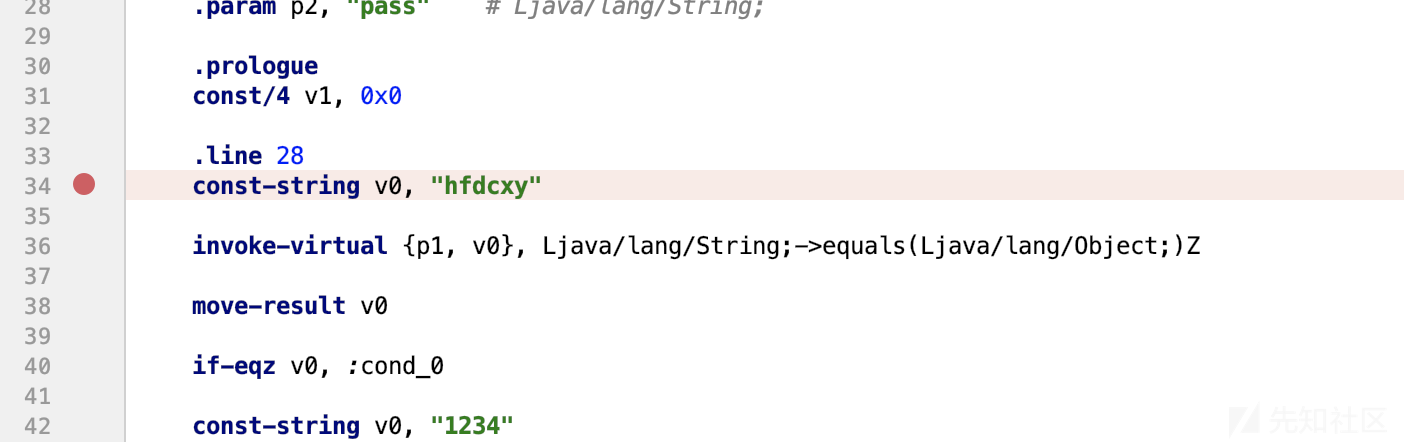 28 .param p2, "pass" # Ljava/lang/String;
29
30 .prologue
31 const/4 v1, 0x0
32
33 .line 28
34 const-string v0, "hfdcxy"
35
36 invoke-virtual {p1, v0}, Ljava/lang/String;->equals(Ljava/lang/Object;)Z
37
38 move-result v0
39
40 if-eqz v0, :cond_0
41
42 const-string v0, "1234"
先知社区